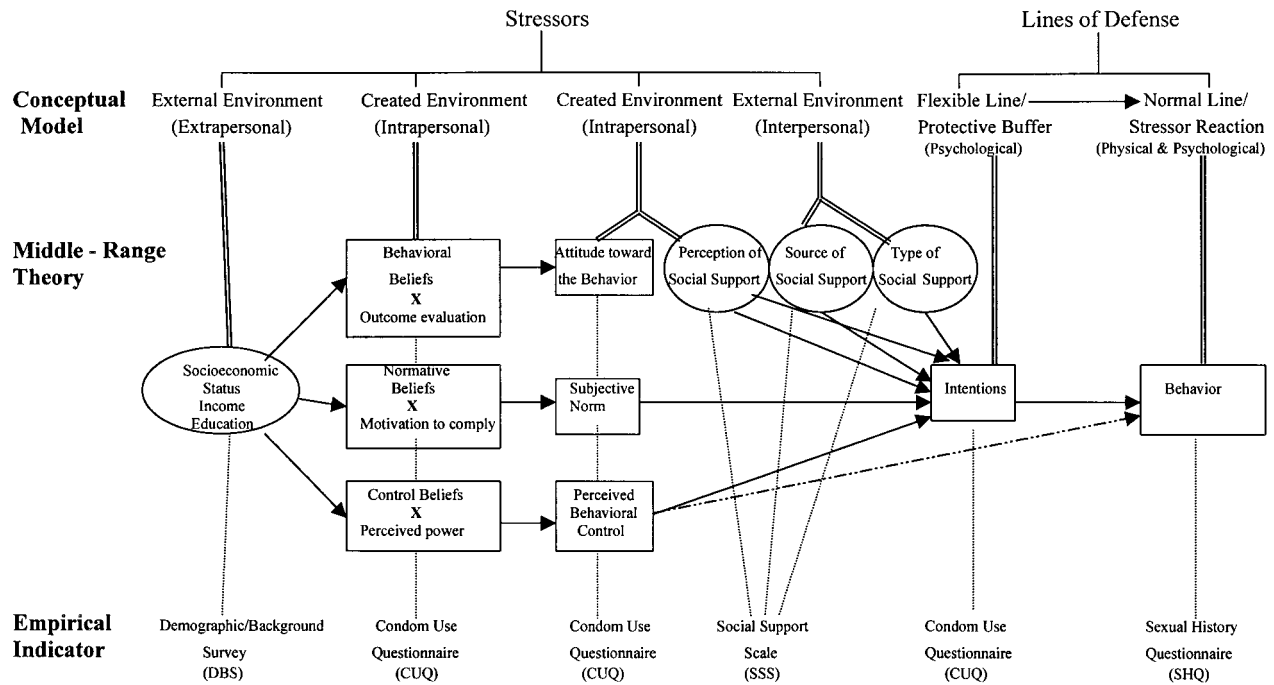 Stressors
Lines of Defense
Conceptual
Model
External Environment
(Extrapersonal)
Created Environment
(Intrapersonal)
Created Environment
(Intrapersonal)
External Environment
(Interpersonal)
Flexible Line/
Protective Buffer
(Psychological)
Normal Line/
Stressor Reaction
(Physical & Psychological)
Middle - Range
Theory
Behavioral
Beliefs
X
Outcome evaluation
Attitude toward
the Behavior
Perception of
Social Support
Source of
Social Support
Type of
Social Support
Socioeconomic
Status
Income
Education
Normative
Beliefs
X
Motivation to comply
Subjective
Norm
Intentions
Behavior
Control Beliefs
X
Perceived power
Perceived
Behavioral
Control
Empirical
Indicator
Demographic/Background
Survey
(DBS)
Condom Use
Questionnaire
(CUQ)
Condom Use
Questionnaire
(CUQ)
Social Support
Scale
(SSS)
Condom Use
Questionnaire
(CUQ)
Sexual History
Questionnaire
(SHQ)